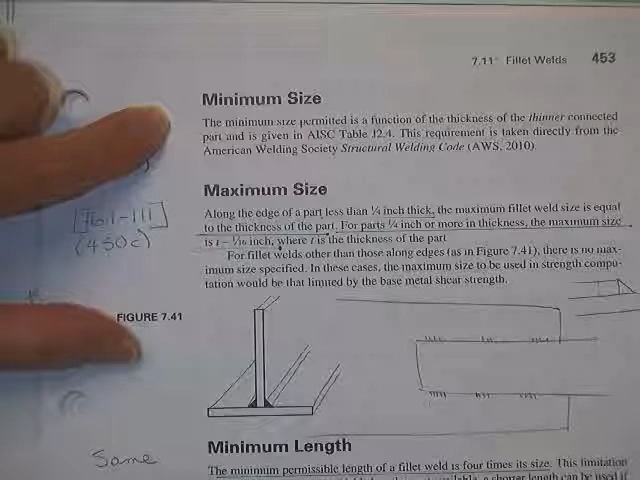 7.11 Fillet Welds 453
Minimum Size
The minimum size permitted is a function of the thickness of the thinner connected
part and is given in AISC Table J2.4. This requirement is taken directly from the
American Welding Society Structural Welding Code (AWS, 2010).
Maximum Size
Along the edge of a part less than ¼ inch thick, the maximum fillet weld size is equal
to the thickness of the part. For parts ¼ inch or more in thickness, the maximum size
is t − 1⁄16 inch, where t is the thickness of the part
For fillet welds other than those along edges (as in Figure 7.41), there is no max-
imum size specified. In these cases, the maximum size to be used in strength compu-
tation would be that limited by the base metal shear strength.
FIGURE 7.41
Same
Minimum Length
The minimum permissible length of a fillet weld is four times its size. This limitation